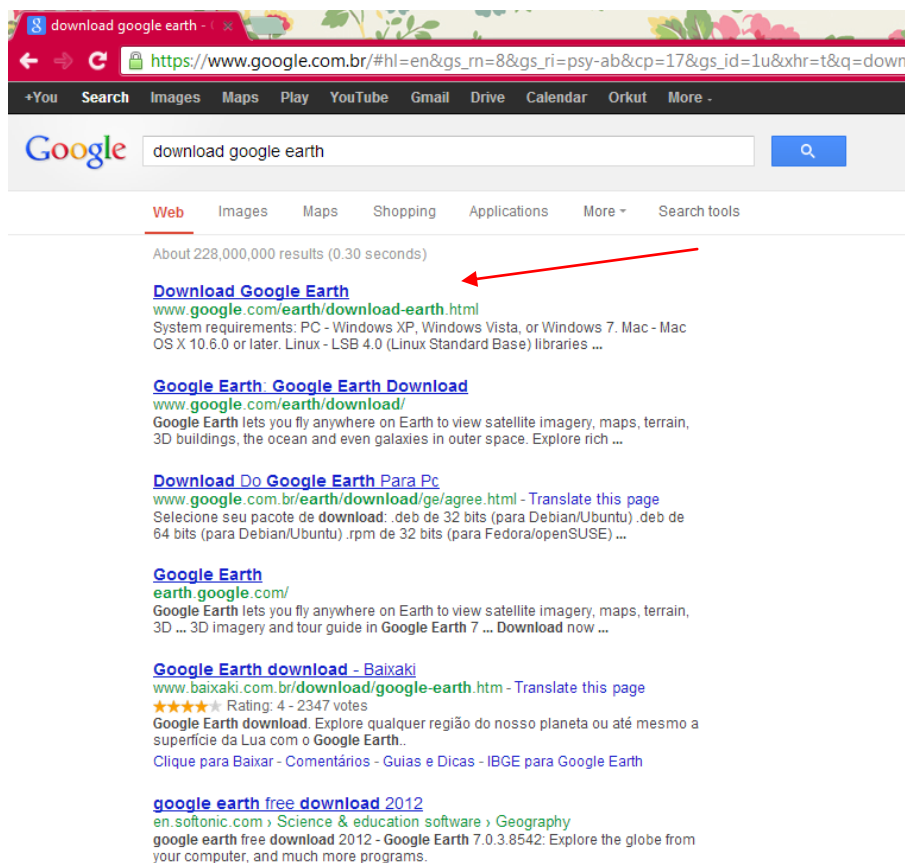 download google earth - (
https://www.google.com.br/#hl=en&gs_rn=8&gs_ri=psy-ab&cp=17&gs_id=1u&xhr=t&q=down
+You Search Images Maps Play YouTube Gmail Drive Calendar Orkut More
Google download google earth
Web Images Maps Shopping Applications More Search tools
About 228,000,000 results (0.30 seconds)
Download Google Earth
www.google.com/earth/download-earth.html
System requirements: PC - Windows XP, Windows Vista, or Windows 7. Mac - Mac
OS X 10.6.0 or later. Linux - LSB 4.0 (Linux Standard Base) libraries ...
Google Earth: Google Earth Download
www.google.com/earth/download/
Google Earth lets you fly anywhere on Earth to view satellite imagery, maps, terrain,
3D buildings, the ocean and even galaxies in outer space. Explore rich ...
Download Do Google Earth Para Pc
www.google.com.br/earth/download/ge/agree.html - Translate this page
Selecione seu pacote de download: .deb de 32 bits (para Debian/Ubuntu) .deb de
64 bits (para Debian/Ubuntu) .rpm de 32 bits (para Fedora/openSUSE) ...
Google Earth
earth.google.com/
Google Earth lets you fly anywhere on Earth to view satellite imagery, maps, terrain,
3D ... 3D imagery and tour guide in Google Earth 7 ... Download now ...
Google Earth download - Baixaki
www.baixaki.com.br/download/google-earth.htm - Translate this page
Rating: 4 - 2347 votes
Google Earth download. Explore qualquer região do nosso planeta ou até mesmo a
superfície da Lua com o Google Earth..
Clique para Baixar - Comentários - Guias e Dicas - IBGE para Google Earth
google earth free download 2012
en.softonic.com › Science & education software › Geography
google earth free download 2012 - Google Earth 7.0.3.8542: Explore the globe from
your computer, and much more programs.